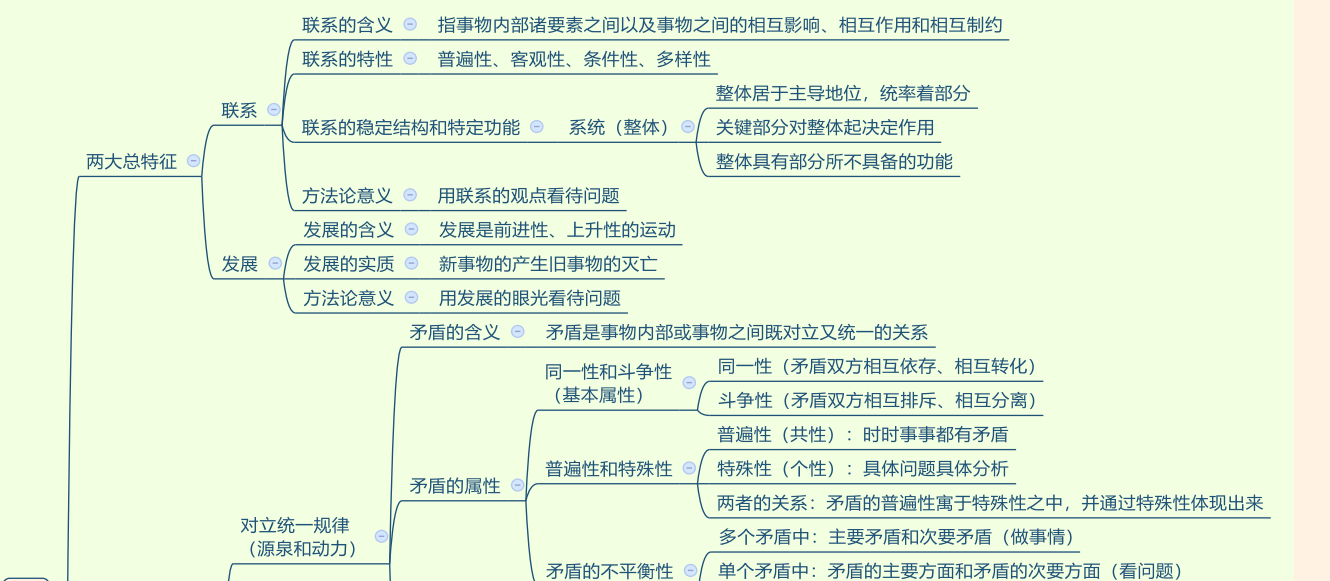 联系的含义 指事物内部诸要素之间以及事物之间的相互影响、相互作用和相互制约
联系的特性 普遍性、客观性、条件性、多样性
整体居于主导地位，统率着部分
联系
联系的稳定结构和特定功能 系统（整体） 关键部分对整体起决定作用
两大总特征
整体具有部分所不具备的功能
方法论意义 用联系的观点看待问题
发展的含义 发展是前进性、上升性的运动
发展 发展的实质 新事物的产生旧事物的灭亡
方法论意义 用发展的眼光看待问题
矛盾的含义 矛盾是事物内部或事物之间既对立又统一的关系
同一性（矛盾双方相互依存、相互转化）
同一性和斗争性
（基本属性）
斗争性（矛盾双方相互排斥、相互分离）
普遍性（共性）：时时事事都有矛盾
普遍性和特殊性 特殊性（个性）：具体问题具体分析
矛盾的属性
两者的关系：矛盾的普遍性寓于特殊性之中，并通过特殊性体现出来
对立统一规律
（源泉和动力）
多个矛盾中：主要矛盾和次要矛盾（做事情）
矛盾的不平衡性 单个矛盾中：矛盾的主要方面和矛盾的次要方面（看问题）